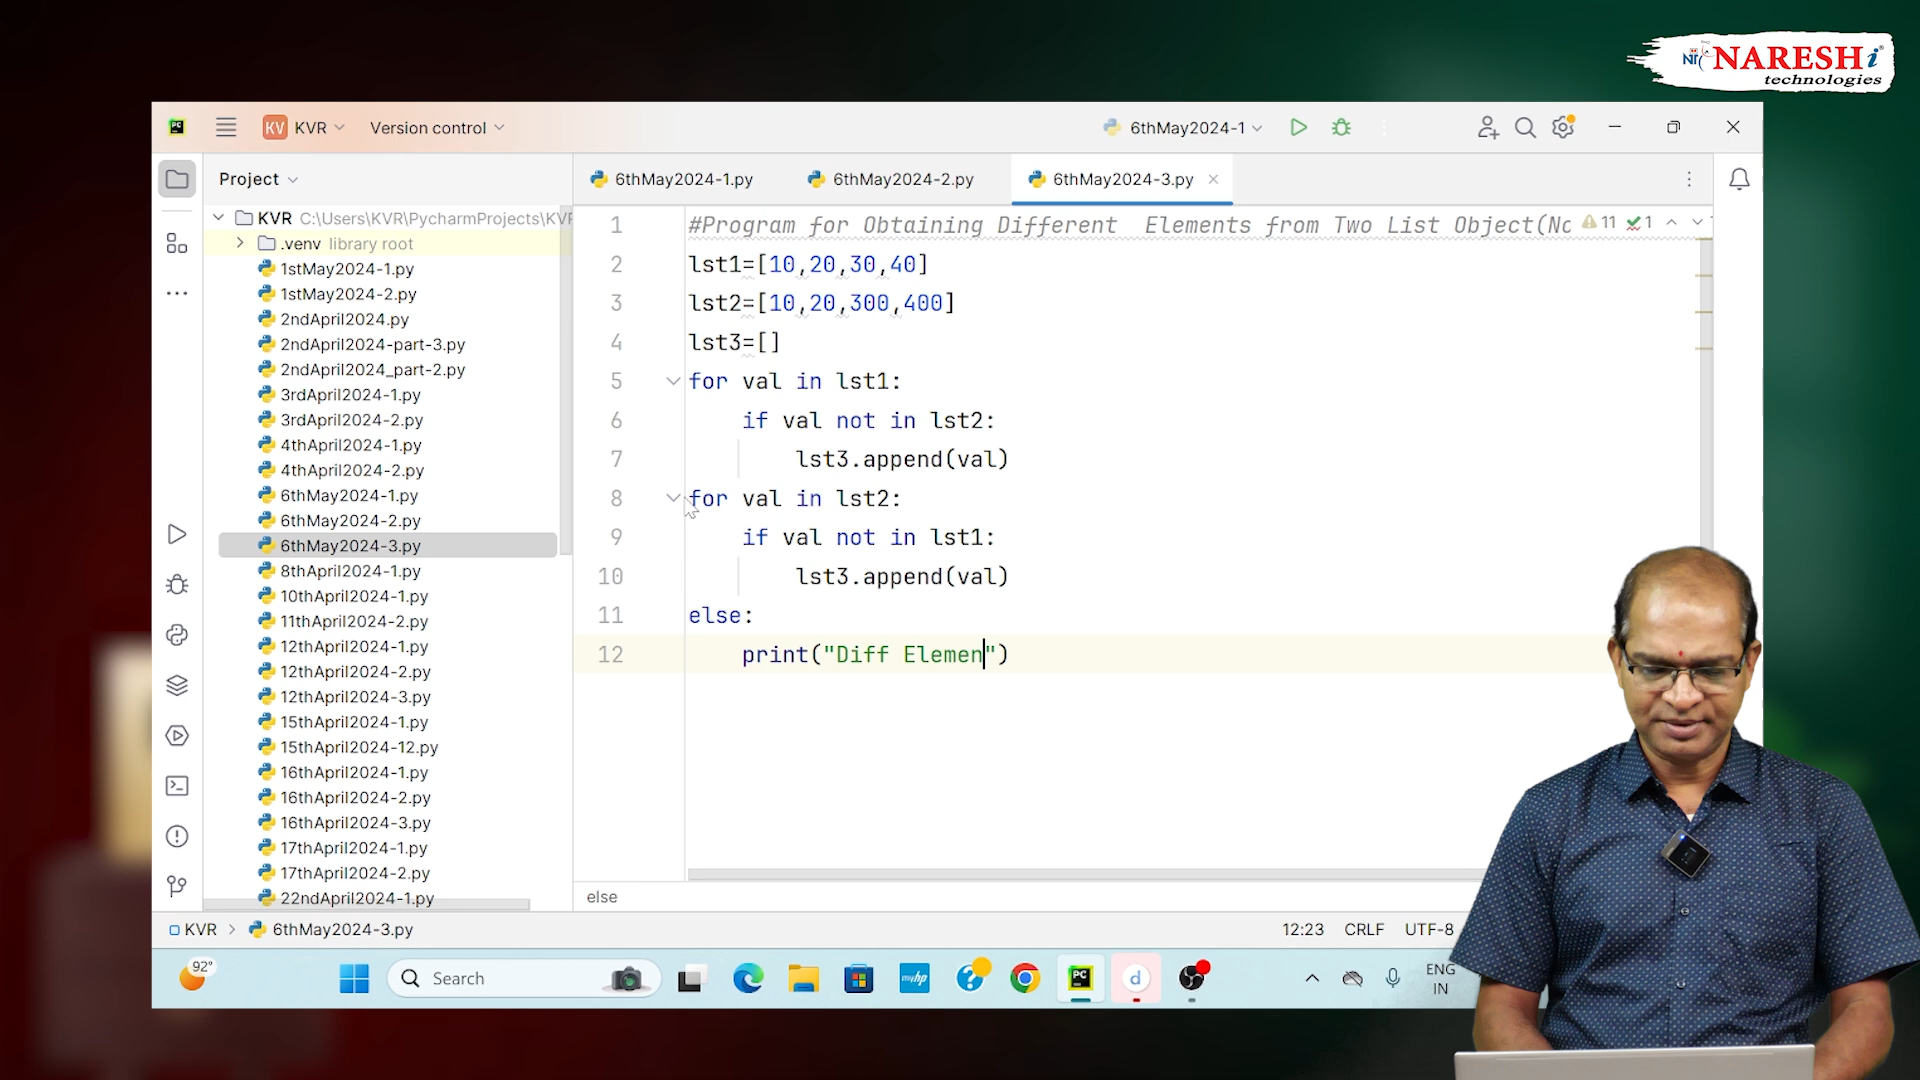 NARESHi
technologies
KV KVR Version control 6thMay2024-1
Project 6thMay2024-1.py 6thMay2024-2.py 6thMay2024-3.py
KVR C:\Users\KVR\PycharmProjects\KVR
.venv library root
1stMay2024-1.py
1stMay2024-2.py
2ndApril2024.py
2ndApril2024-part-3.py
2ndApril2024_part-2.py
3rdApril2024-1.py
3rdApril2024-2.py
4thApril2024-1.py
4thApril2024-2.py
6thMay2024-1.py
6thMay2024-2.py
6thMay2024-3.py
8thApril2024-1.py
10thApril2024-1.py
11thApril2024-2.py
12thApril2024-1.py
12thApril2024-2.py
12thApril2024-3.py
15thApril2024-1.py
15thApril2024-12.py
16thApril2024-1.py
16thApril2024-2.py
16thApril2024-3.py
17thApril2024-1.py
17thApril2024-2.py
22ndApril2024-1.py
1 #Program for Obtaining Different  Elements from Two List Object(No 11 1
2 lst1=[10,20,30,40]
3 lst2=[10,20,300,400]
4 lst3=[]
5 for val in lst1:
6     if val not in lst2:
7         lst3.append(val)
8 for val in lst2:
9     if val not in lst1:
10         lst3.append(val)
11 else:
12     print("Diff Elemen")
else
KVR > 6thMay2024-3.py 12:23 CRLF UTF-8
92° Search ENG
IN